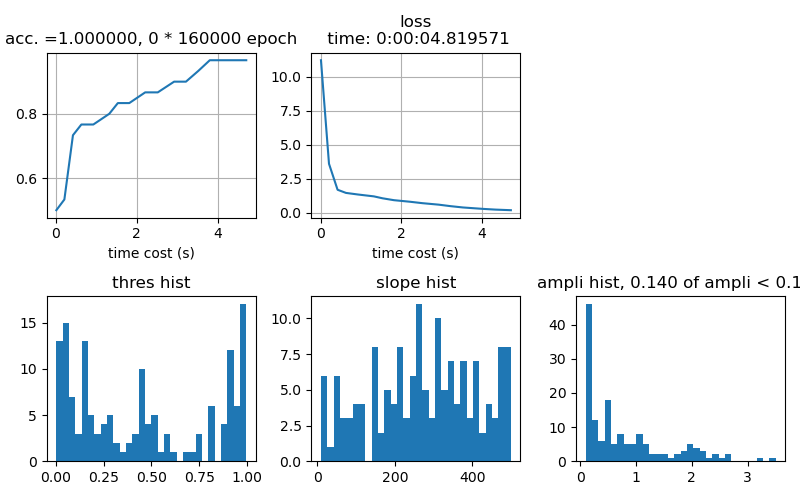 acc. =1.000000, 0 * 160000 epoch
0.8
0.6
0 2 4
time cost (s)
loss
time: 0:00:04.819571
10.0
7.5
5.0
2.5
0.0
0 2 4
time cost (s)
thres hist
15
10
5
0
0.00 0.25 0.50 0.75 1.00
slope hist
10.0
7.5
5.0
2.5
0.0
0 200 400
ampli hist, 0.140 of ampli < 0.1
40
30
20
10
0
0 1 2 3